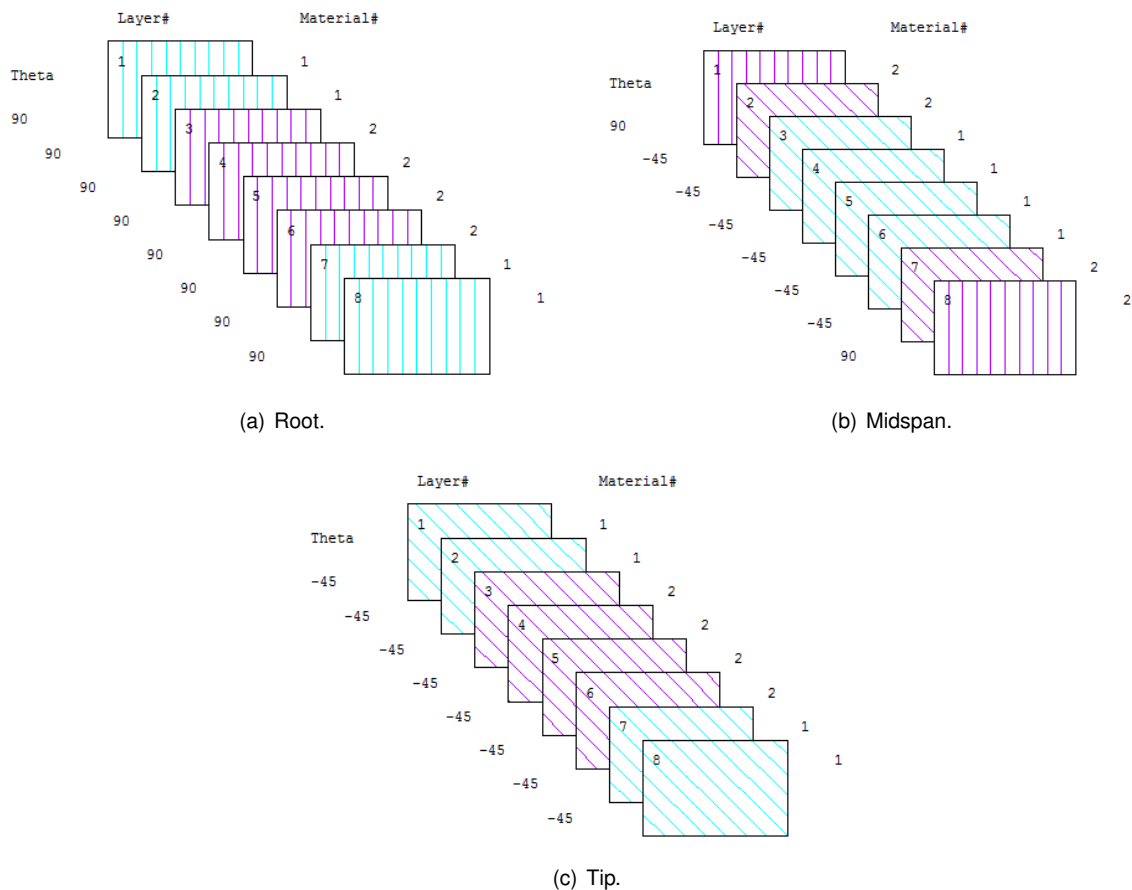 Layer# Material#
1 1
Theta 2 1
90 3 2
90 4 2
90 5 2
90 6 2
90 7 1
90 8 1
90
90
(a) Root.
Layer# Material#
1 2
Theta 2 2
90 3 1
-45 4 1
-45 5 1
-45 6 1
-45 7 2
-45 8 2
-45
90
(b) Midspan.
Layer# Material#
1 1
Theta 2 1
-45 3 2
-45 4 2
-45 5 2
-45 6 2
-45 7 1
-45 8 1
-45
-45
(c) Tip.